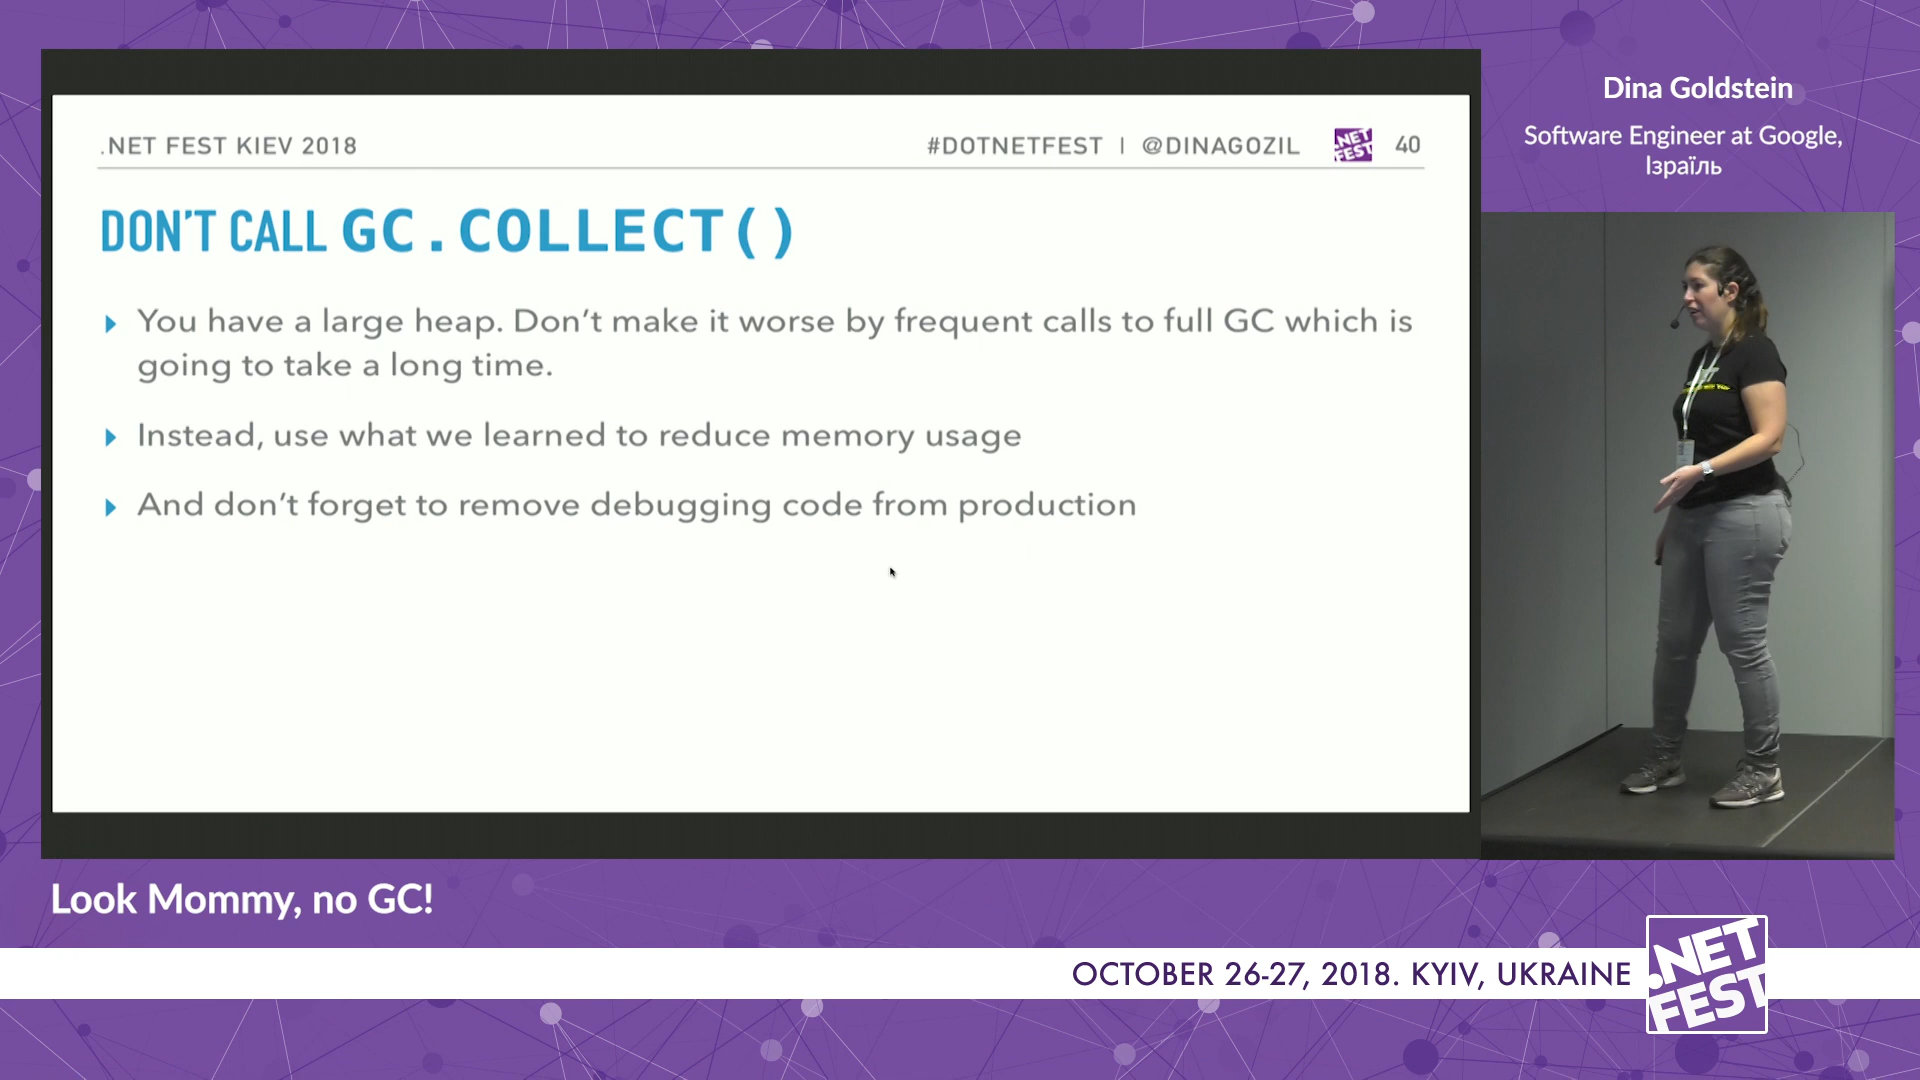 Dina Goldstein
Software Engineer at Google,
Ізраїль
.NET FEST KIEV 2018
#DOTNETFEST | @DINAGOZIL
.NET
FEST
40
DON'T CALL GC.COLLECT()
You have a large heap. Don't make it worse by frequent calls to full GC which is
going to take a long time.
Instead, use what we learned to reduce memory usage
And don't forget to remove debugging code from production
Look Mommy, no GC!
OCTOBER 26-27, 2018. KYIV, UKRAINE
.NET
FEST